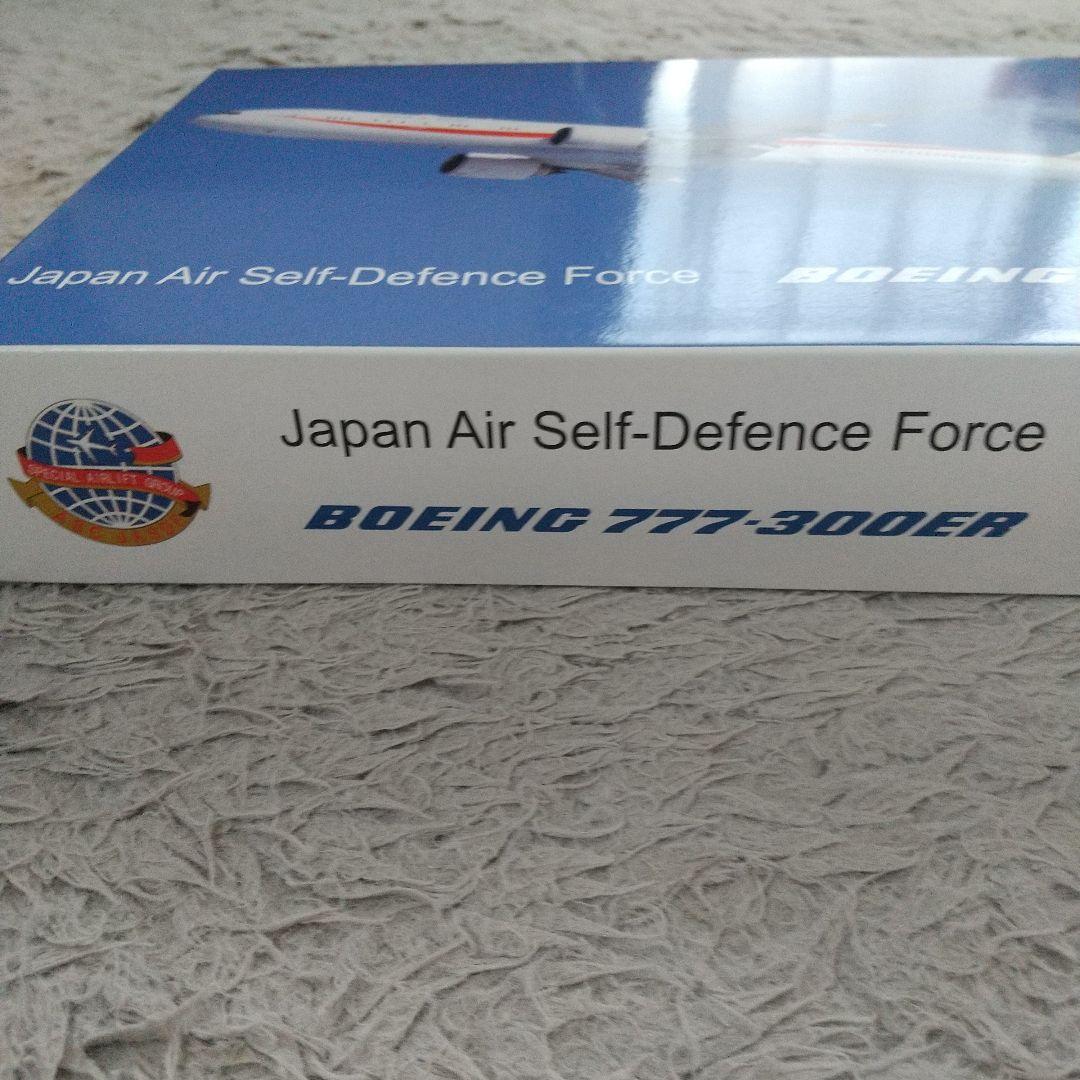 Japan Air Self-Defence Force BOEING
Japan Air Self-Defence Force
BOEING 777-300ER
SPECIAL AIRLIFT GROUP